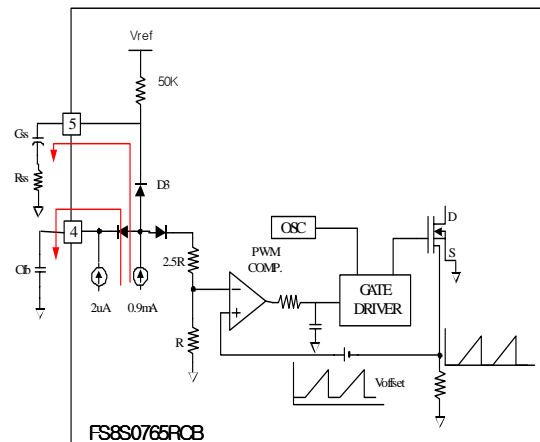 Vref
50K
5
Css
Rss
D3
4
Cfb
2uA
0.9mA
2.5R
R
OSC
PWM
COMP.
GATE
DRIVER
D
S
Voffset
FS8S0765RCB